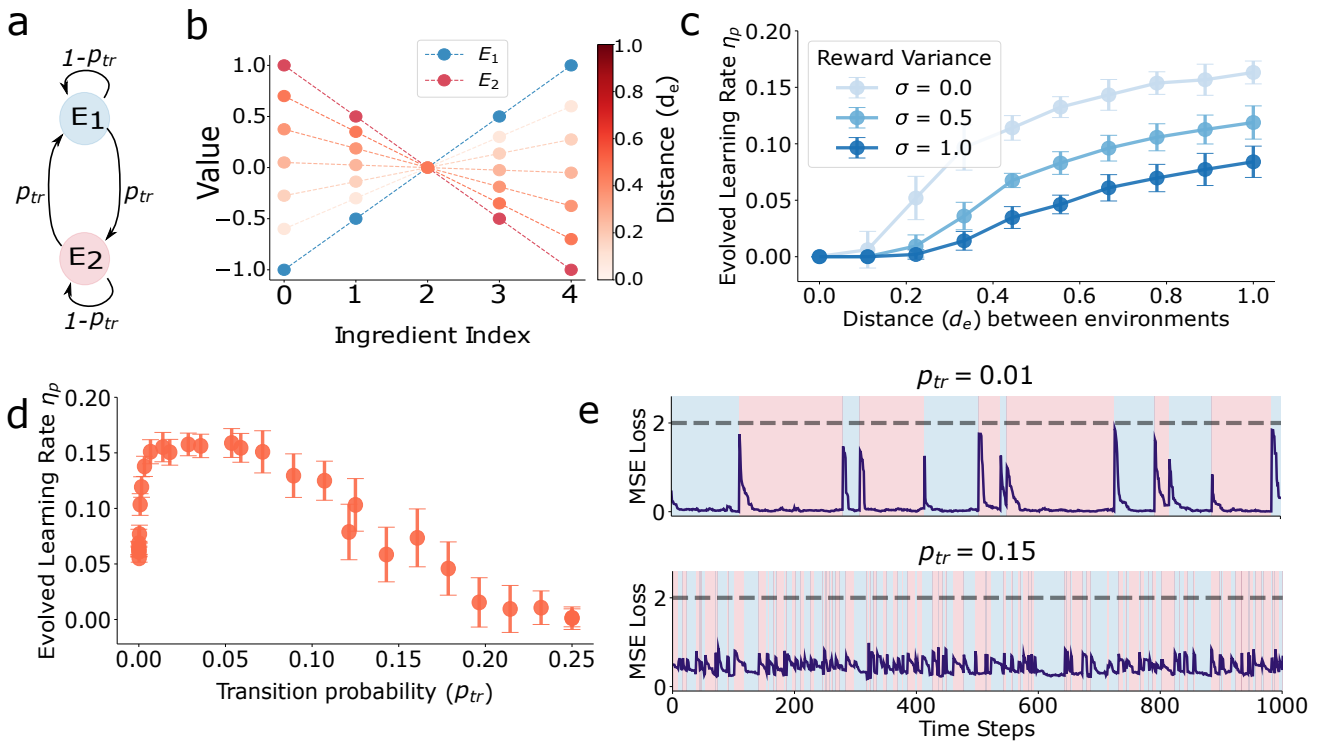 a
1-p_tr
E₁
p_tr
p_tr
E₂
1-p_tr
b
Value
1.0
0.5
0.0
−0.5
−1.0
E₁
E₂
0
1
2
3
4
Ingredient Index
1.0
0.8
0.6
0.4
0.2
0.0
Distance (d_e)
c
Evolved Learning Rate η_p
0.20
0.15
0.10
0.05
0.00
Reward Variance
σ = 0.0
σ = 0.5
σ = 1.0
0.0
0.2
0.4
0.6
0.8
1.0
Distance (d_e) between environments
d
Evolved Learning Rate η_p
0.20
0.15
0.10
0.05
0.00
0.00
0.05
0.10
0.15
0.20
0.25
Transition probability (p_tr)
e
p_tr = 0.01
MSE Loss
2
0
p_tr = 0.15
MSE Loss
2
0
0
200
400
600
800
1000
Time Steps